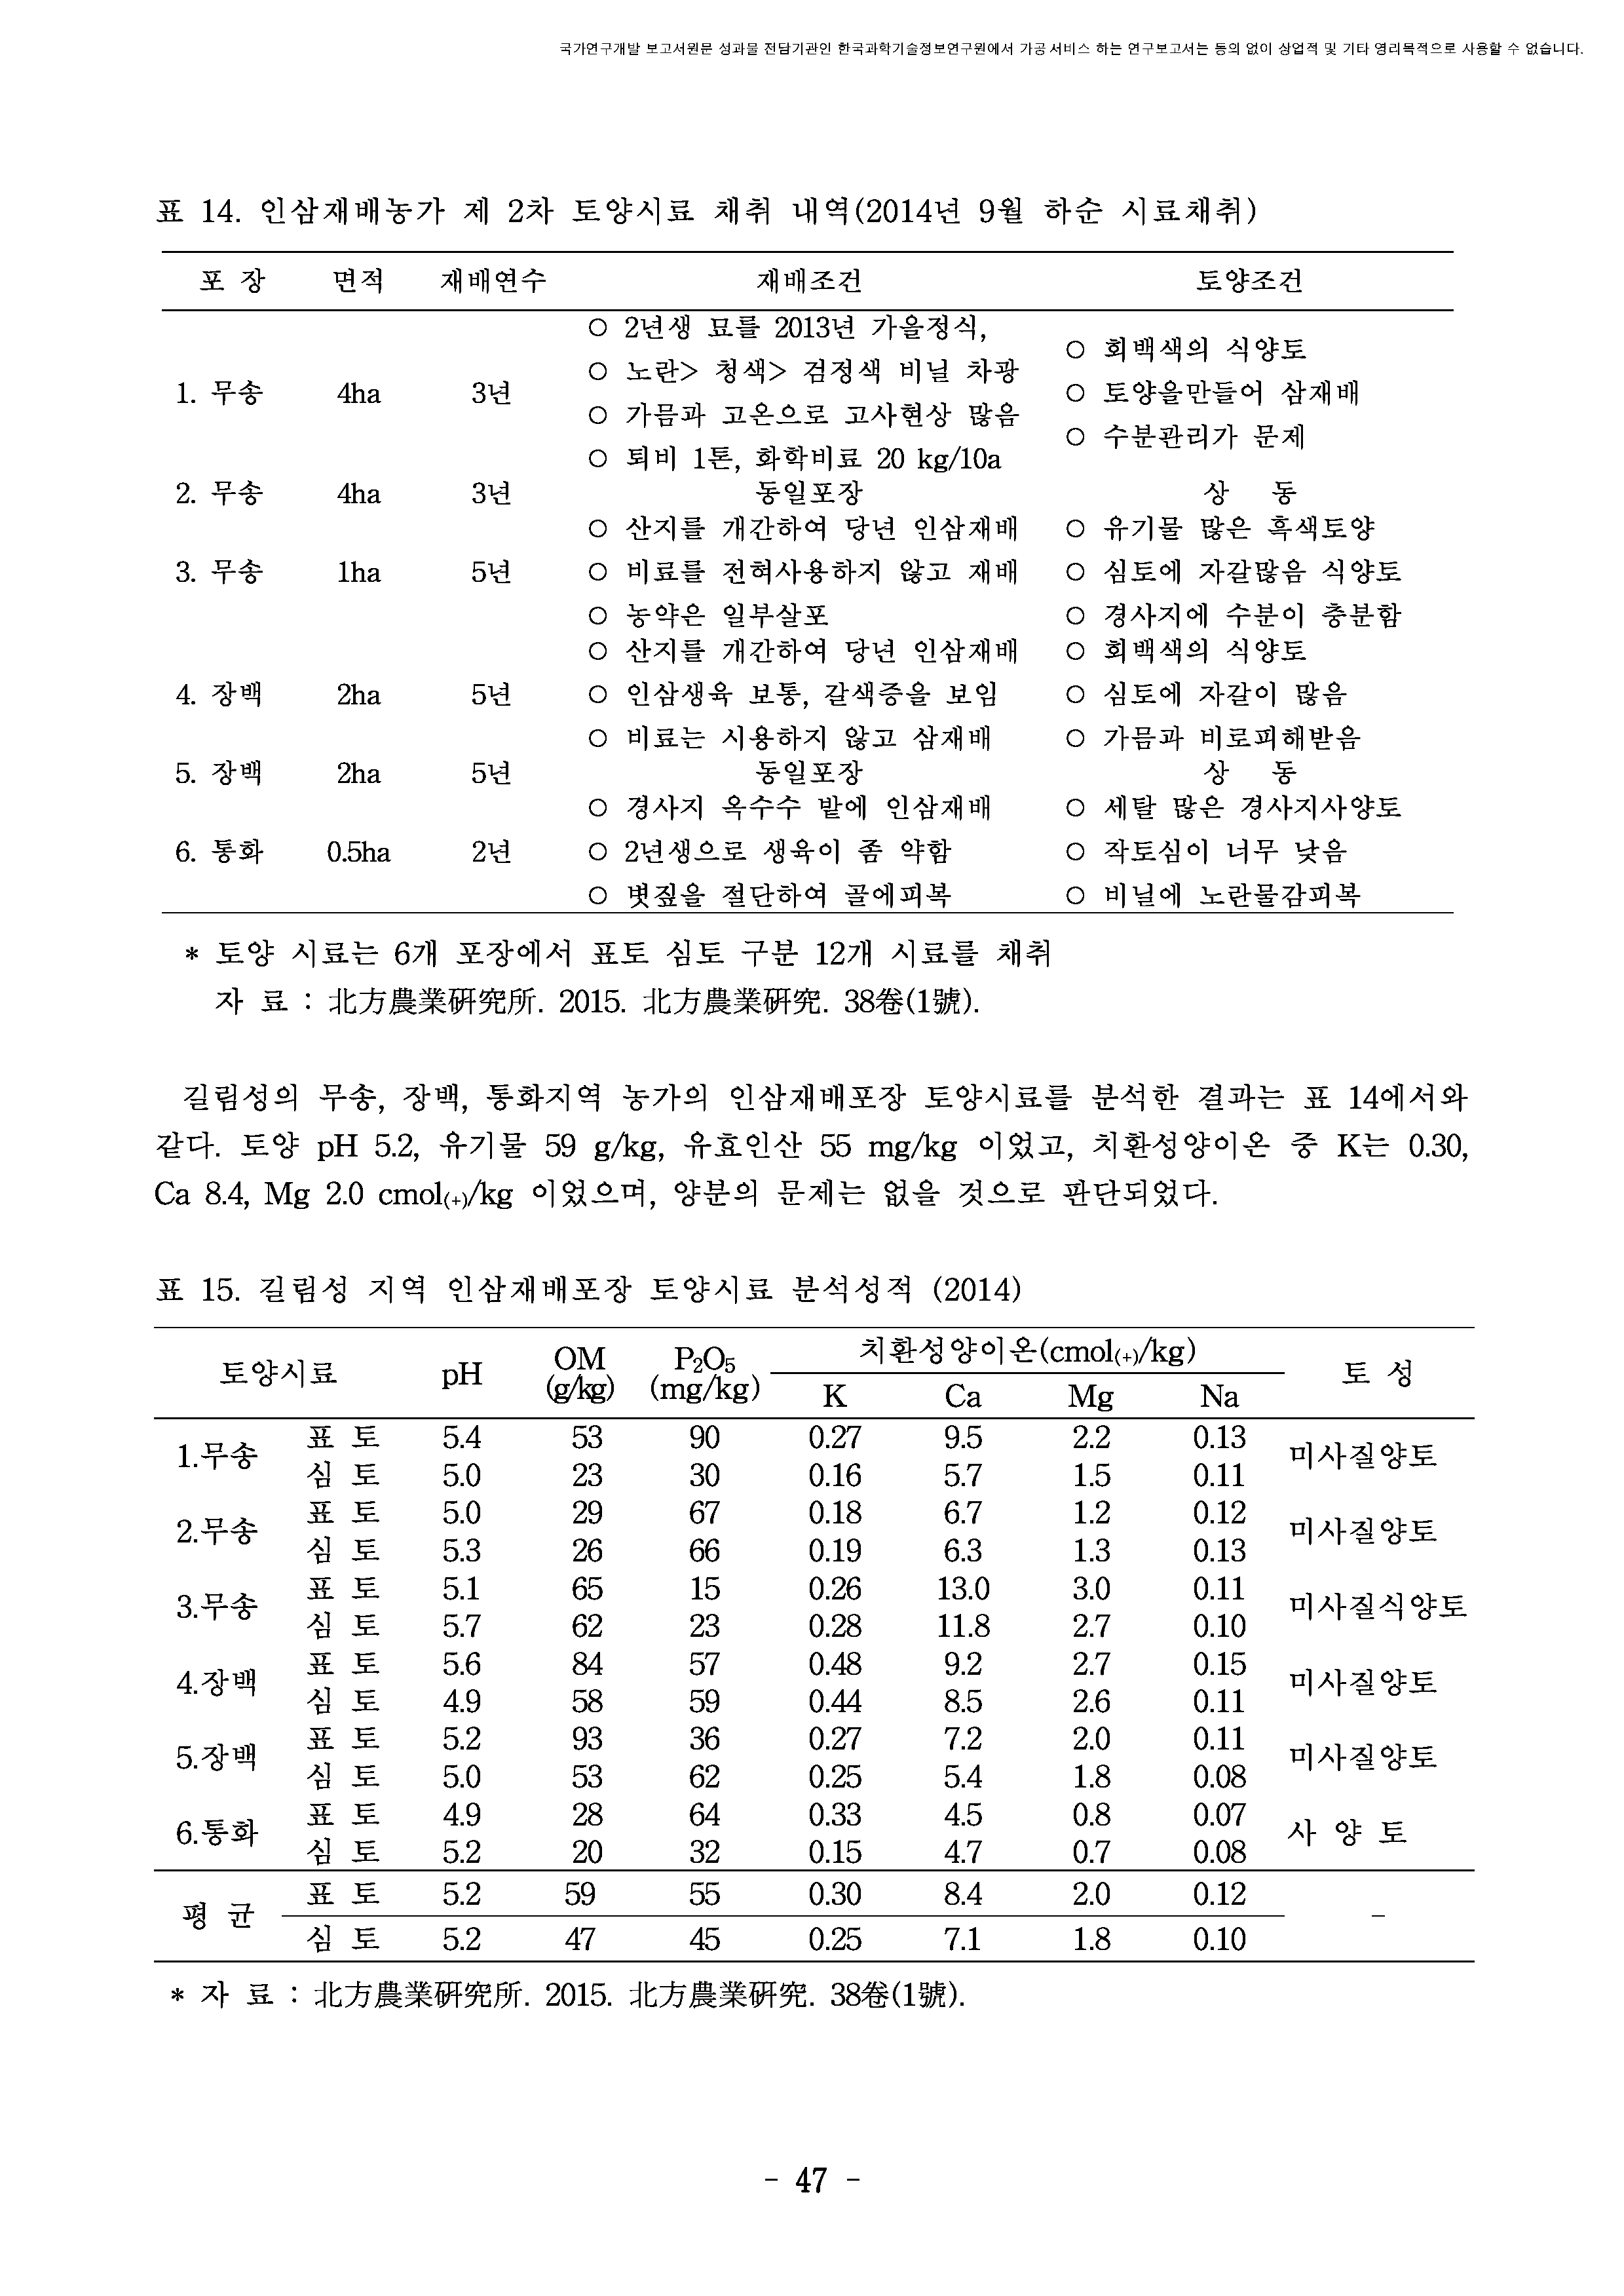 국가연구개발 보고서원문 성과물 전담기관인 한국과학기술정보연구원에서 가공·서비스 하는 연구보고서는 동의 없이 상업적 및 기타 영리목적으로 사용할 수 없습니다.
표 14. 인삼재배농가 제 2차 토양시료 채취 내역(2014년 9월 하순 시료채취)
포 장 면적 재배연수 재배조건 토양조건
○ 2년생 묘를 2013년 가을정식,
○ 회백색의 식양토
○ 노란> 청색> 검정색 비닐 차광
1. 무송 4ha 3년 ○ 토양을만들어 삼재배
○ 가뭄과 고온으로 고사현상 많음
○ 수분관리가 문제
○ 퇴비 1톤, 화학비료 20 kg/10a
2. 무송 4ha 3년 동일포장 상 동
○ 산지를 개간하여 당년 인삼재배 ○ 유기물 많은 흑색토양
3. 무송 1ha 5년 ○ 비료를 전혀사용하지 않고 재배 ○ 심토에 자갈많음 식양토
○ 농약은 일부살포 ○ 경사지에 수분이 충분함
○ 산지를 개간하여 당년 인삼재배 ○ 회백색의 식양토
4. 장백 2ha 5년 ○ 인삼생육 보통, 갈색증을 보임 ○ 심토에 자갈이 많음
○ 비료는 시용하지 않고 삼재배 ○ 가뭄과 비로피해받음
5. 장백 2ha 5년 동일포장 상 동
○ 경사지 옥수수 밭에 인삼재배 ○ 세탈 많은 경사지사양토
6. 통화 0.5ha 2년 ○ 2년생으로 생육이 좀 약함 ○ 작토심이 너무 낮음
○ 볏짚을 절단하여 골에피복 ○ 비닐에 노란물감피복
* 토양 시료는 6개 포장에서 표토 심토 구분 12개 시료를 채취
자 료 : 北方農業硏究所. 2015. 北方農業硏究. 38卷(1號).
길림성의 무송, 장백, 통화지역 농가의 인삼재배포장 토양시료를 분석한 결과는 표 14에서와
같다. 토양 pH 5.2, 유기물 59 g/kg, 유효인산 55 mg/kg 이었고, 치환성양이온 중 K는 0.30,
Ca 8.4, Mg 2.0 cmol(+)/kg 이었으며, 양분의 문제는 없을 것으로 판단되었다.
표 15. 길림성 지역 인삼재배포장 토양시료 분석성적 (2014)
토양시료 pH OM (g/kg) P₂O₅ (mg/kg) 치환성양이온(cmol(+)/kg) 토 성
K Ca Mg Na
1.무송 표 토 5.4 53 90 0.27 9.5 2.2 0.13 미사질양토
심 토 5.0 23 30 0.16 5.7 1.5 0.11
2.무송 표 토 5.0 29 67 0.18 6.7 1.2 0.12 미사질양토
심 토 5.3 26 66 0.19 6.3 1.3 0.13
3.무송 표 토 5.1 65 15 0.26 13.0 3.0 0.11 미사질식양토
심 토 5.7 62 23 0.28 11.8 2.7 0.10
4.장백 표 토 5.6 84 57 0.48 9.2 2.7 0.15 미사질양토
심 토 4.9 58 59 0.44 8.5 2.6 0.11
5.장백 표 토 5.2 93 36 0.27 7.2 2.0 0.11 미사질양토
심 토 5.0 53 62 0.25 5.4 1.8 0.08
6.통화 표 토 4.9 28 64 0.33 4.5 0.8 0.07 사 양 토
심 토 5.2 20 32 0.15 4.7 0.7 0.08
평 균 표 토 5.2 59 55 0.30 8.4 2.0 0.12 -
심 토 5.2 47 45 0.25 7.1 1.8 0.10
* 자 료 : 北方農業硏究所. 2015. 北方農業硏究. 38卷(1號).
- 47 -